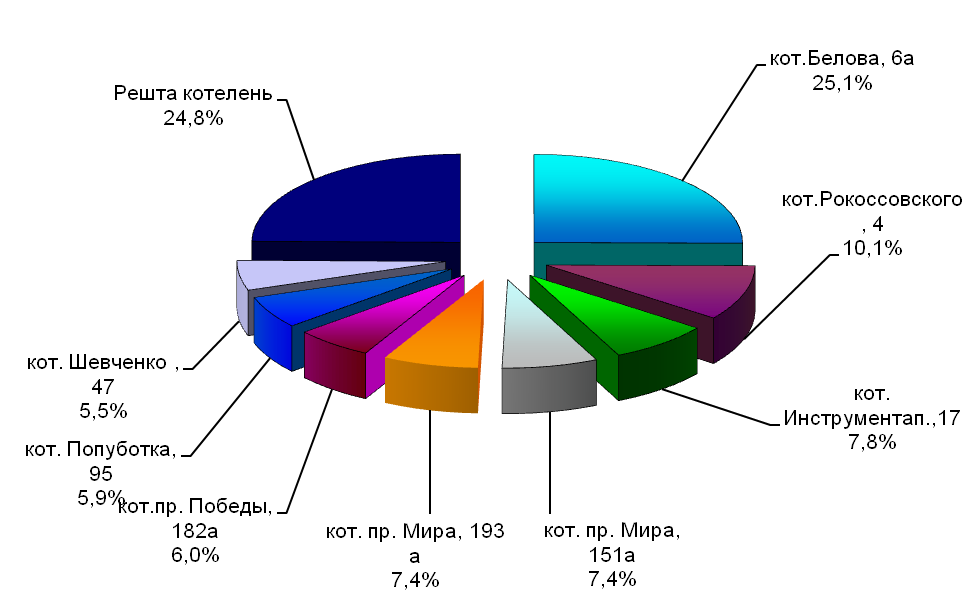 кот.Белова, 6а
25,1%
Решта котелень
24,8%
кот.Рокоссовского
, 4
10,1%
кот. Шевченко ,
47
5,5%
кот.
Инструментап.,17
7,8%
кот. Попуботка,
95
5,9%
кот.пр. Победы,
182а
6,0%
кот. пр. Мира, 193
а
7,4%
кот. пр. Мира,
151а
7,4%